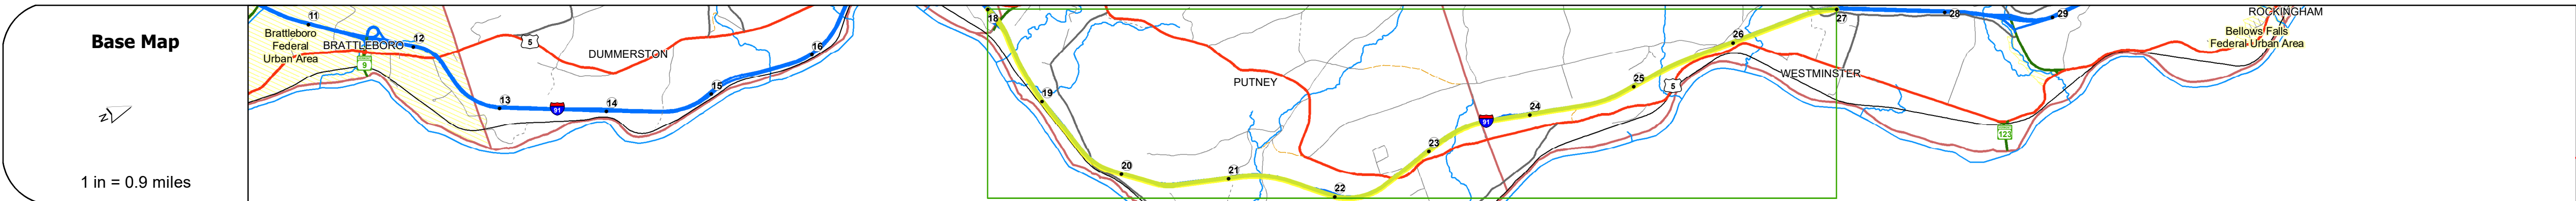 Base Map
N
1 in = 0.9 miles
11
Brattleboro
Federal
Urban Area
BRATTLEBORO
9
12
5
DUMMERSTON
13
91
14
15
16
18
19
20
21
PUTNEY
22
23
91
24
25
5
26
27
WESTMINSTER
28
29
123
ROCKINGHAM
Bellows Falls
Federal Urban Area